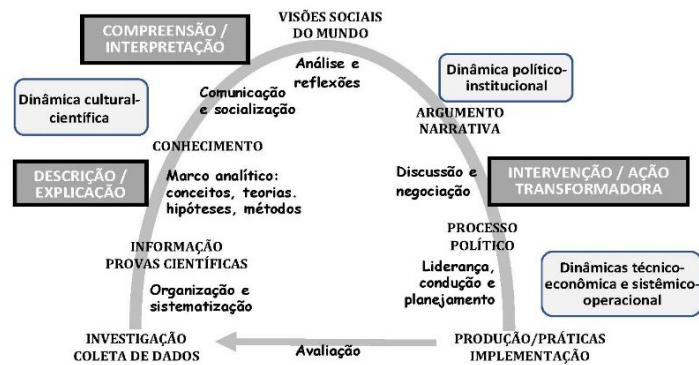 VISÕES SOCIAIS
DO MUNDO
COMPREENSÃO /
INTERPRETAÇÃO
Análise e
reflexões
Dinâmica político-
institucional
Dinâmica cultural-
científica
Comunicação
e socialização
ARGUMENTO
NARRATIVA
CONHECIMENTO
DESCRIÇÃO /
EXPLICAÇÃO
Marco analítico:
conceitos, teorias.
hipóteses, métodos
Discussão e
negociação
INTERVENÇÃO / AÇÃO
TRANSFORMADORA
PROCESSO
POLÍTICO
INFORMAÇÃO
PROVAS CIENTÍFICAS
Liderança,
condução e
planejamento
Dinâmicas técnico-
econômica e sistêmico-
operacional
Organização e
sistematização
INVESTIGAÇÃO
COLETA DE DADOS
Avaliação
PRODUÇÃO/PRÁTICAS
IMPLEMENTAÇÃO